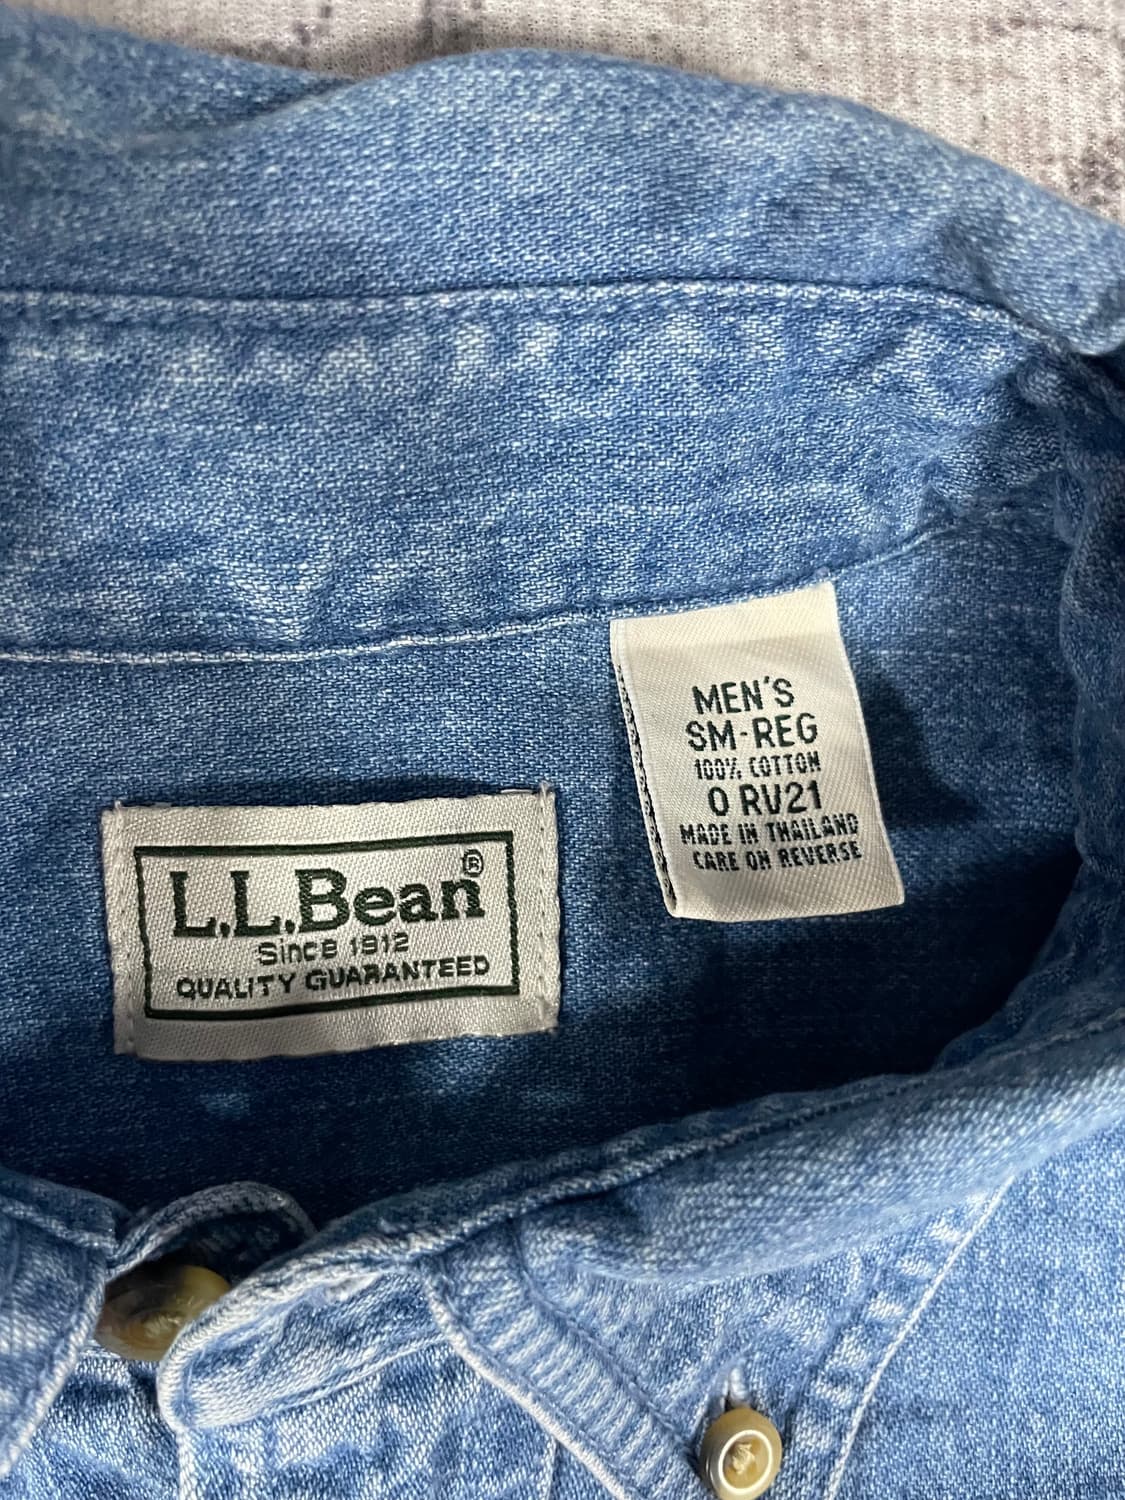 MEN'S
SM-REG
100% COTTON
0 RV21
MADE IN THAILAND
CARE ON REVERSE
L.L.Bean®
Since 1912
QUALITY GUARANTEED